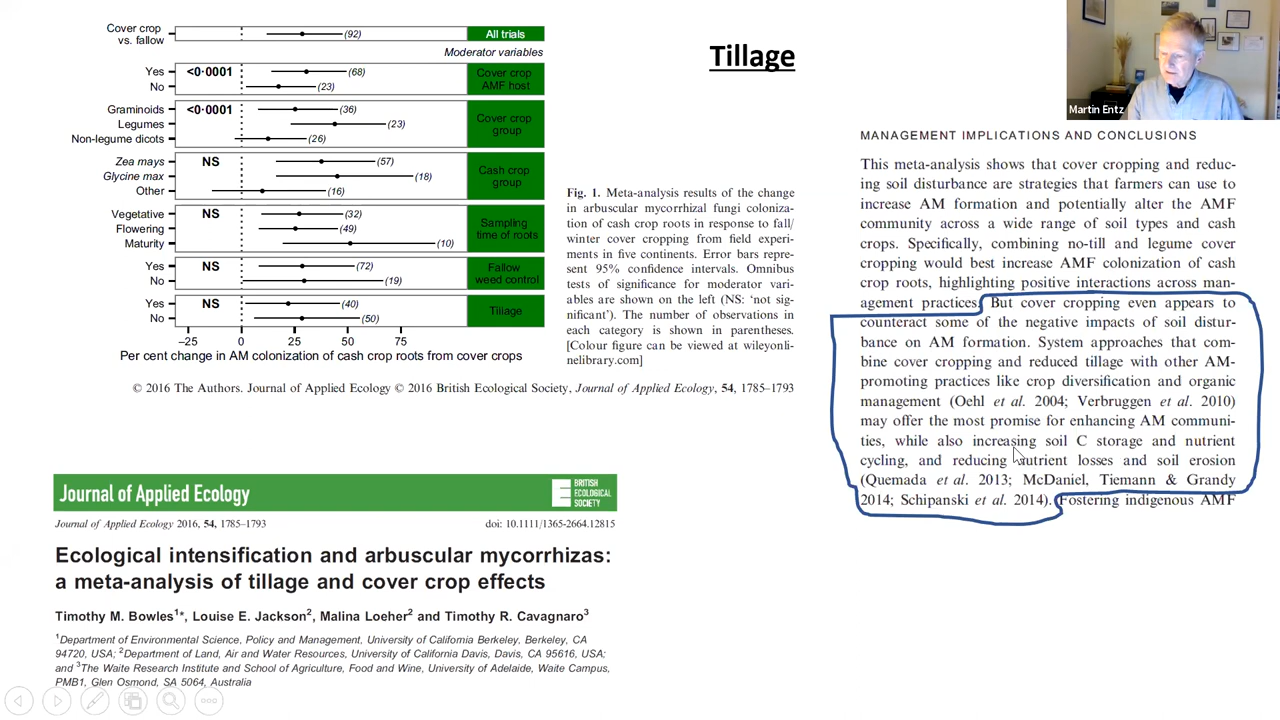 Cover crop
vs. fallow
(92)
All trials
Moderator variables
Yes
<0·0001
(68)
Cover crop
No
(23)
AMF host
Graminoids
<0·0001
(36)
Cover crop
Legumes
(23)
group
Non-legume dicots
(26)
Zea mays
NS
(57)
Cash crop
Glycine max
(18)
group
Other
(16)
Vegetative
NS
(32)
Sampling
Flowering
(49)
time of roots
Maturity
(10)
Yes
NS
(72)
Fallow
No
(19)
weed control
Yes
NS
(40)
Tillage
No
(50)
−25 0 25 50 75
Per cent change in AM colonization of cash crop roots from cover crops
Tillage
Fig. 1. Meta-analysis results of the change
in arbuscular mycorrhizal fungi coloniza-
tion of cash crop roots in response to fall/
winter cover cropping from field experi-
ments in five continents. Error bars repre-
sent 95% confidence intervals. Omnibus
tests of significance for moderator vari-
ables are shown on the left (NS: ‘not sig-
nificant’). The number of observations in
each category is shown in parentheses.
[Colour figure can be viewed at wileyonli-
nelibrary.com]
© 2016 The Authors. Journal of Applied Ecology © 2016 British Ecological Society, Journal of Applied Ecology, 54, 1785–1793
Martin Entz
MANAGEMENT IMPLICATIONS AND CONCLUSIONS
This meta-analysis shows that cover cropping and reduc-
ing soil disturbance are strategies that farmers can use to
increase AM formation and potentially alter the AMF
community across a wide range of soil types and cash
crops. Specifically, combining no-till and legume cover
cropping would best increase AMF colonization of cash
crop roots, highlighting positive interactions across man-
agement practices. But cover cropping even appears to
counteract some of the negative impacts of soil distur-
bance on AM formation. System approaches that com-
bine cover cropping and reduced tillage with other AM-
promoting practices like crop diversification and organic
management (Oehl et al. 2004; Verbruggen et al. 2010)
may offer the most promise for enhancing AM communi-
ties, while also increasing soil C storage and nutrient
cycling, and reducing nutrient losses and soil erosion
(Quemada et al. 2013; McDaniel, Tiemann & Grandy
2014; Schipanski et al. 2014). Fostering indigenous AMF
Journal of Applied Ecology
BRITISH
ECOLOGICAL
SOCIETY
Journal of Applied Ecology 2016, 54, 1785–1793
doi: 10.1111/1365-2664.12815
Ecological intensification and arbuscular mycorrhizas:
a meta-analysis of tillage and cover crop effects
Timothy M. Bowles1*, Louise E. Jackson2, Malina Loeher2 and Timothy R. Cavagnaro3
1Department of Environmental Science, Policy and Management, University of California Berkeley, Berkeley, CA
94720, USA; 2Department of Land, Air and Water Resources, University of California Davis, Davis, CA 95616, USA;
and 3The Waite Research Institute and School of Agriculture, Food and Wine, University of Adelaide, Waite Campus,
PMB1, Glen Osmond, SA 5064, Australia